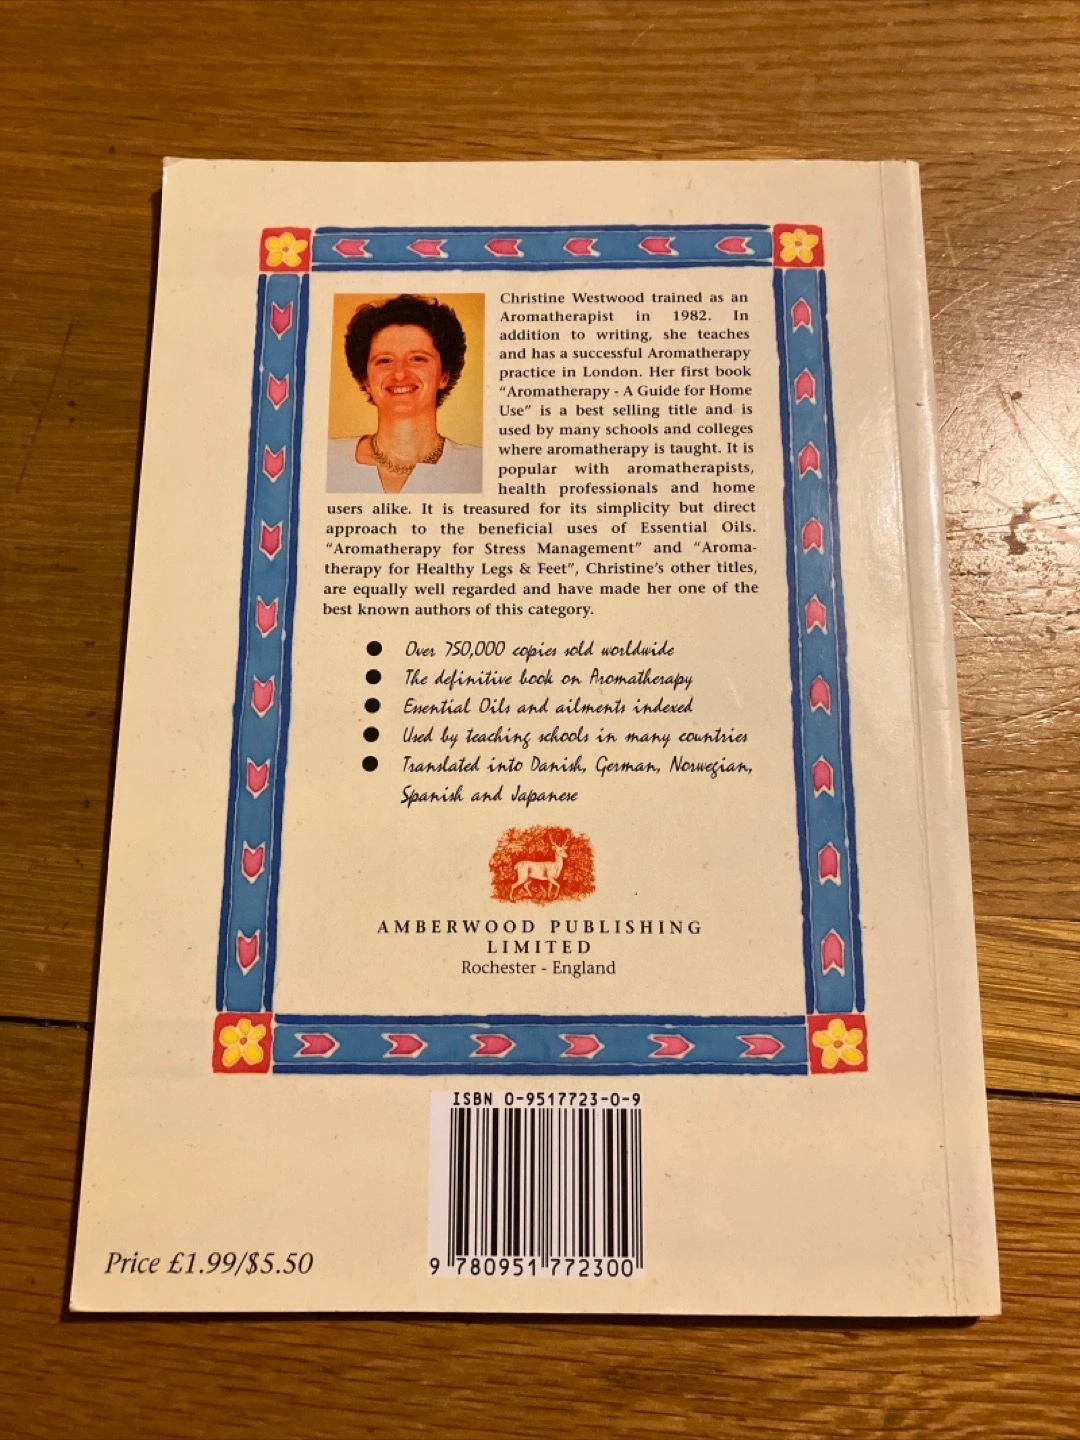 Christine Westwood trained as an
Aromatherapist in 1982. In
addition to writing, she teaches
and has a successful Aromatherapy
practice in London. Her first book
“Aromatherapy - A Guide for Home
Use” is a best selling title and is
used by many schools and colleges
where aromatherapy is taught. It is
popular with aromatherapists,
health professionals and home
users alike. It is treasured for its simplicity but direct
approach to the beneficial uses of Essential Oils.
“Aromatherapy for Stress Management” and “Aroma-
therapy for Healthy Legs & Feet”, Christine’s other titles,
are equally well regarded and have made her one of the
best known authors of this category.
● Over 750,000 copies sold worldwide
● The definitive book on Aromatherapy
● Essential Oils and ailments indexed
● Used by teaching schools in many countries
● Translated into Danish, German, Norwegian,
Spanish and Japanese
AMBERWOOD PUBLISHING
LIMITED
Rochester - England
ISBN 0-9517723-0-9
9 780951 772300
Price £1.99/$5.50